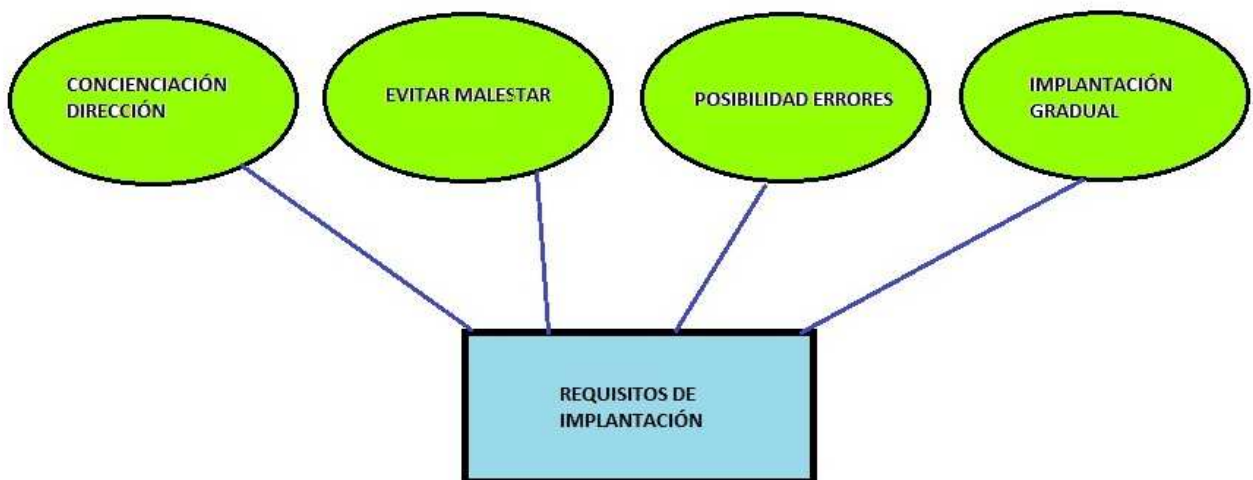 CONCIENCIACIÓN
DIRECCIÓN
EVITAR MALESTAR
POSIBILIDAD ERRORES
IMPLANTACIÓN
GRADUAL
REQUISITOS DE
IMPLANTACIÓN